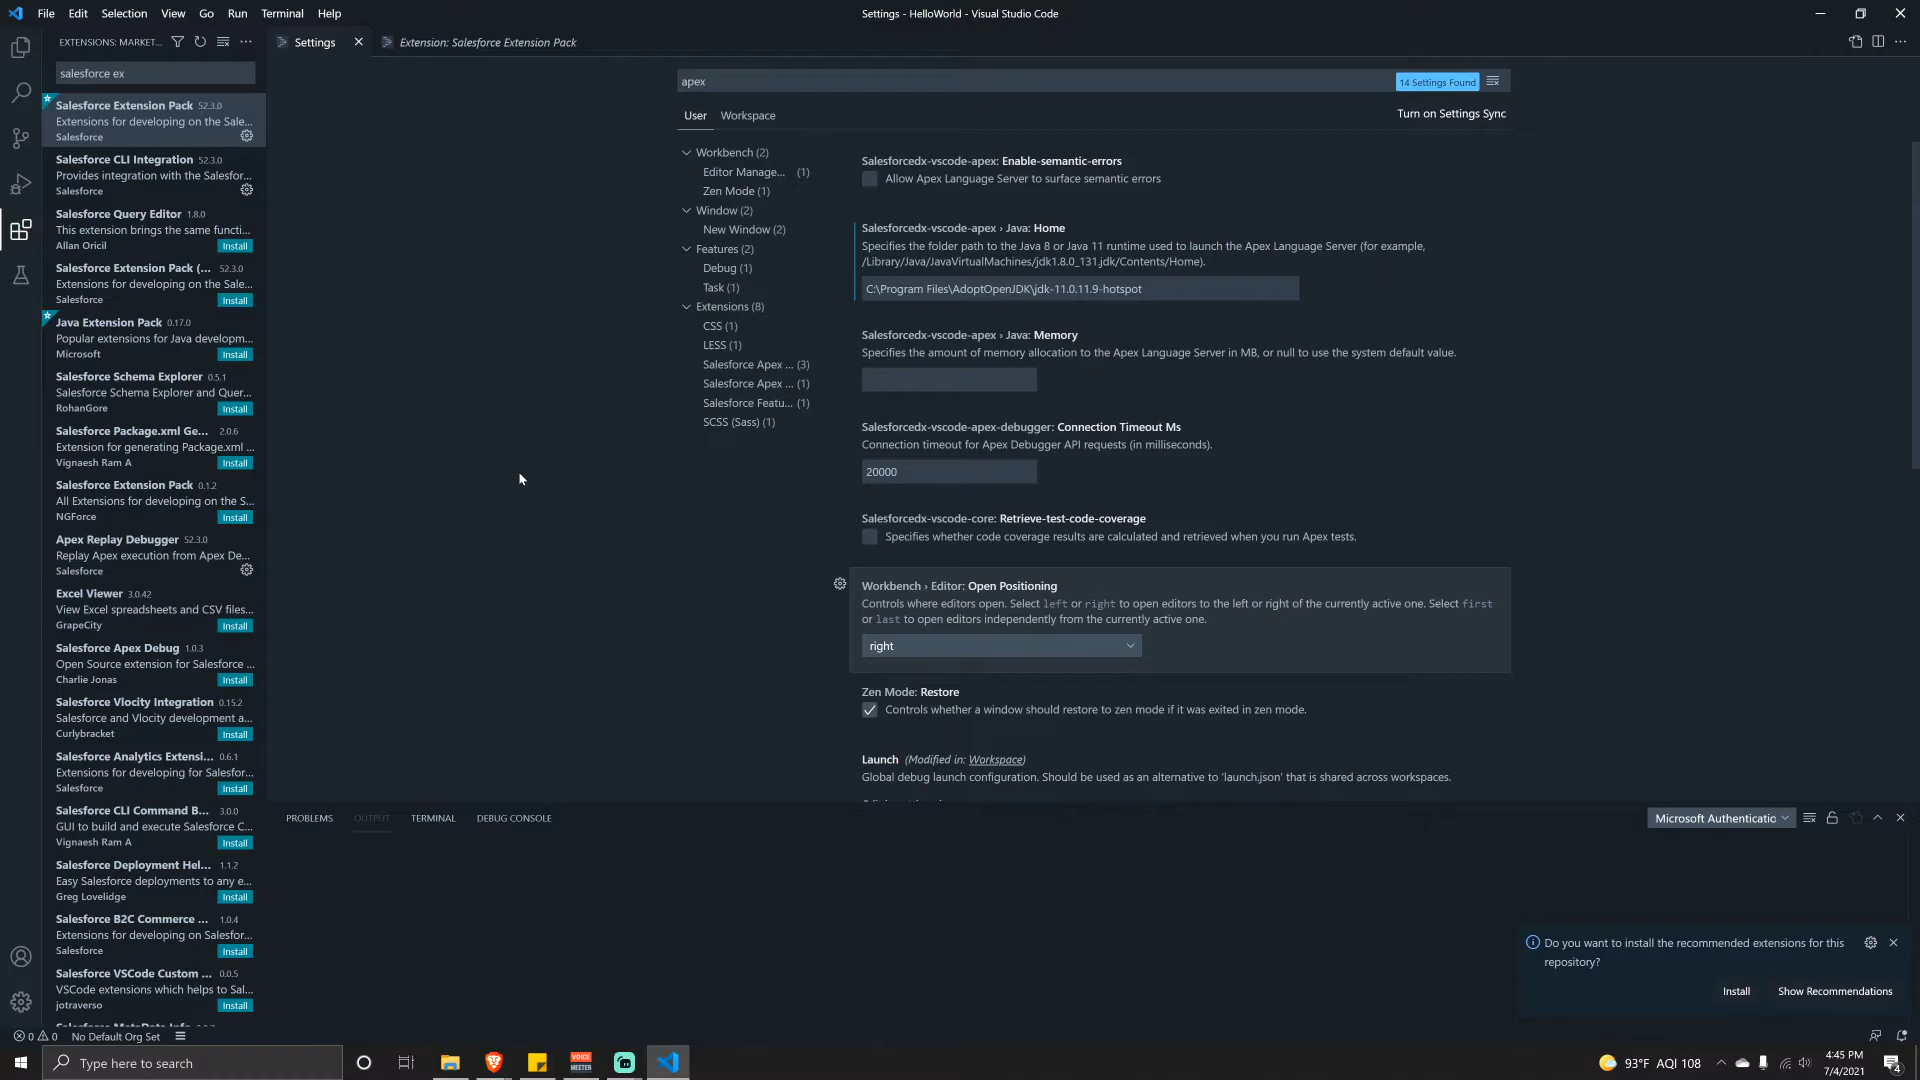 File Edit Selection View Go Run Terminal Help
Settings - HelloWorld - Visual Studio Code
EXTENSIONS: MARKET...
Settings
Extension: Salesforce Extension Pack
salesforce ex
Salesforce Extension Pack 52.3.0
Extensions for developing on the Sale...
Salesforce
Salesforce CLI Integration 52.3.0
Provides integration with the Salesfor...
Salesforce
Salesforce Query Editor 1.8.0
This extension brings the same functi...
Allan Oricil
Install
Salesforce Extension Pack (... 52.3.0
Extensions for developing on the Sale...
Salesforce
Install
Java Extension Pack 0.17.0
Popular extensions for Java developm...
Microsoft
Install
Salesforce Schema Explorer 0.5.1
Salesforce Schema Explorer and Quer...
RohanGore
Install
Salesforce Package.xml Ge... 2.0.6
Extension for generating Package.xml ...
Vignaesh Ram A
Install
Salesforce Extension Pack 0.1.2
All Extensions for developing on the S...
NGForce
Install
Apex Replay Debugger 52.3.0
Replay Apex execution from Apex De...
Salesforce
Excel Viewer 3.0.42
View Excel spreadsheets and CSV files...
GrapeCity
Install
Salesforce Apex Debug 1.0.3
Open Source extension for Salesforce ...
Charlie Jonas
Install
Salesforce Vlocity Integration 0.15.2
Salesforce and Vlocity development a...
Curlybracket
Install
Salesforce Analytics Extensi... 0.6.1
Extensions for developing for Salesfor...
Salesforce
Install
Salesforce CLI Command B... 3.0.0
GUI to build and execute Salesforce C...
Vignaesh Ram A
Install
Salesforce Deployment Hel... 1.1.2
Easy Salesforce deployments to any e...
Greg Lovelidge
Install
Salesforce B2C Commerce ... 1.0.4
Extensions for developing on Salesfor...
Salesforce
Install
Salesforce VSCode Custom ... 0.0.5
VSCode extensions which helps to Sal...
jotraverso
Install
apex
14 Settings Found
User Workspace
Turn on Settings Sync
Workbench (2)
Editor Manage... (1)
Zen Mode (1)
Window (2)
New Window (2)
Features (2)
Debug (1)
Task (1)
Extensions (8)
CSS (1)
LESS (1)
Salesforce Apex ... (3)
Salesforce Apex ... (1)
Salesforce Featu... (1)
SCSS (Sass) (1)
Salesforcedx-vscode-apex: Enable-semantic-errors
Allow Apex Language Server to surface semantic errors
Salesforcedx-vscode-apex › Java: Home
Specifies the folder path to the Java 8 or Java 11 runtime used to launch the Apex Language Server (for example,
/Library/Java/JavaVirtualMachines/jdk1.8.0_131.jdk/Contents/Home).
C:\Program Files\AdoptOpenJDK\jdk-11.0.11.9-hotspot
Salesforcedx-vscode-apex › Java: Memory
Specifies the amount of memory allocation to the Apex Language Server in MB, or null to use the system default value.
Salesforcedx-vscode-apex-debugger: Connection Timeout Ms
Connection timeout for Apex Debugger API requests (in milliseconds).
20000
Salesforcedx-vscode-core: Retrieve-test-code-coverage
Specifies whether code coverage results are calculated and retrieved when you run Apex tests.
Workbench › Editor: Open Positioning
Controls where editors open. Select left or right to open editors to the left or right of the currently active one. Select first
or last to open editors independently from the currently active one.
right
Zen Mode: Restore
Controls whether a window should restore to zen mode if it was exited in zen mode.
Launch (Modified in: Workspace)
Global debug launch configuration. Should be used as an alternative to 'launch.json' that is shared across workspaces.
PROBLEMS OUTPUT TERMINAL DEBUG CONSOLE
Microsoft Authenticatic
Do you want to install the recommended extensions for this
repository?
Install Show Recommendations
0 0 No Default Org Set
Type here to search
VOICE
MEETER
93°F AQI 108
4:45 PM
7/4/2021
4